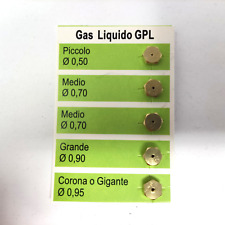 Gas Liquido GPL
Piccolo
Ø 0,50
Medio
Ø 0,70
Medio
Ø 0,70
Grande
Ø 0,90
Corona o Gigante
Ø 0,95